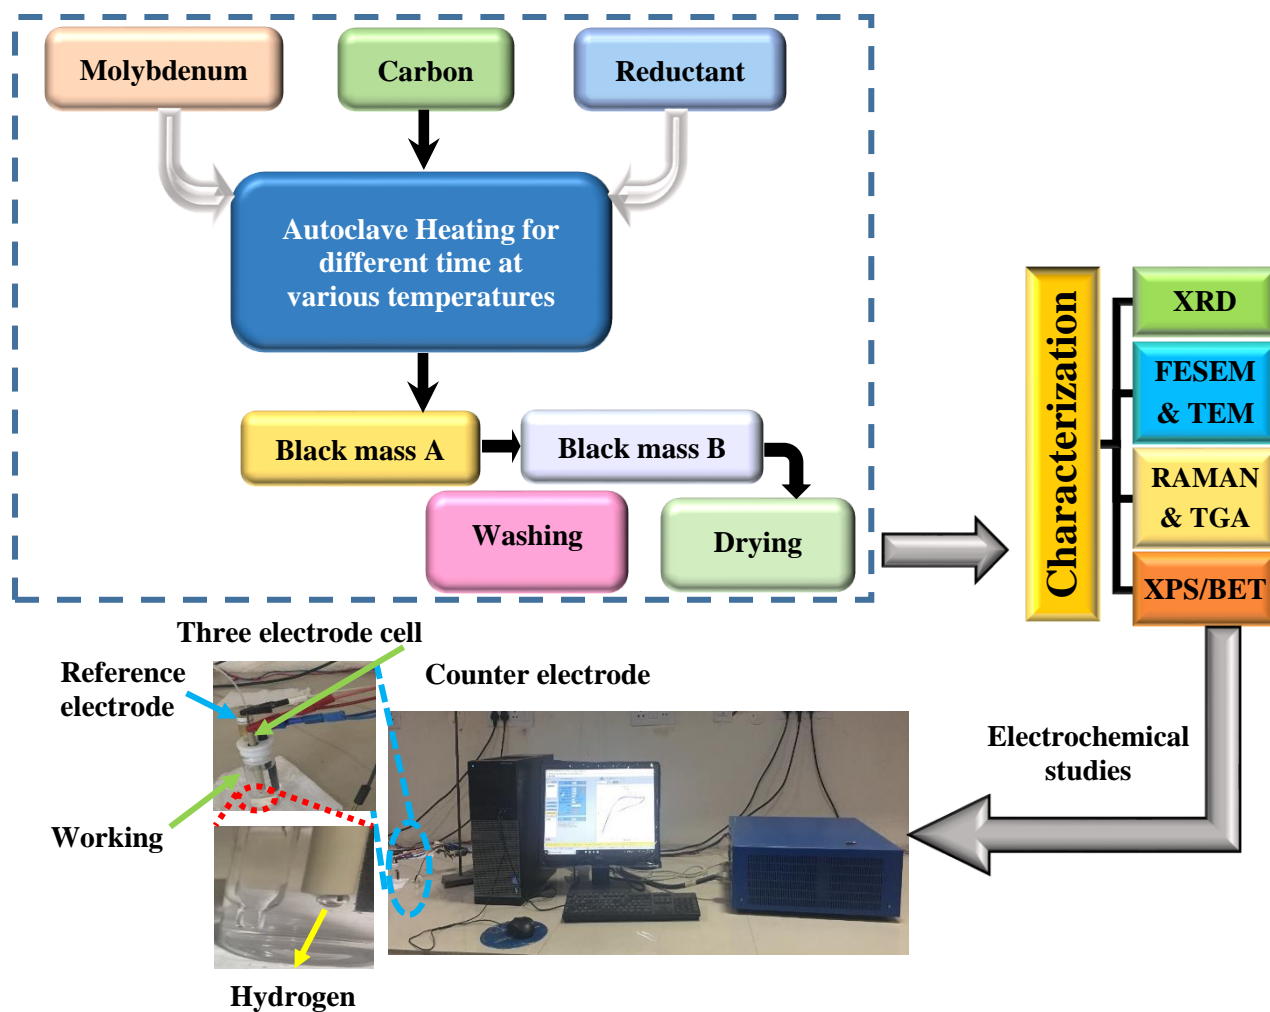 Molybdenum
Carbon
Reductant
Autoclave Heating for
different time at
various temperatures
Black mass A
Black mass B
Washing
Drying
Characterization
XRD
FESEM
& TEM
RAMAN
& TGA
XPS/BET
Three electrode cell
Reference
electrode
Counter electrode
Electrochemical
studies
Working
Hydrogen